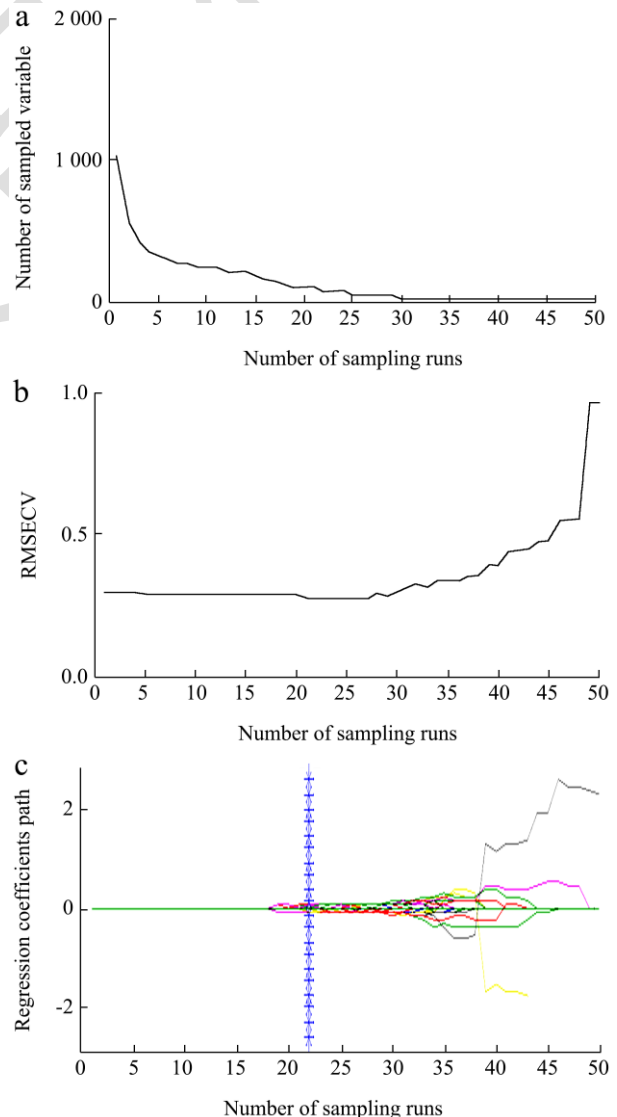 a
Number of sampled variable
2 000
1 000
0
0 5 10 15 20 25 30 35 40 45 50
Number of sampling runs
b
RMSECV
1.0
0.5
0.0
0 5 10 15 20 25 30 35 40 45 50
Number of sampling runs
c
Regression coefficients path
2
0
-2
0 5 10 15 20 25 30 35 40 45 50
Number of sampling runs